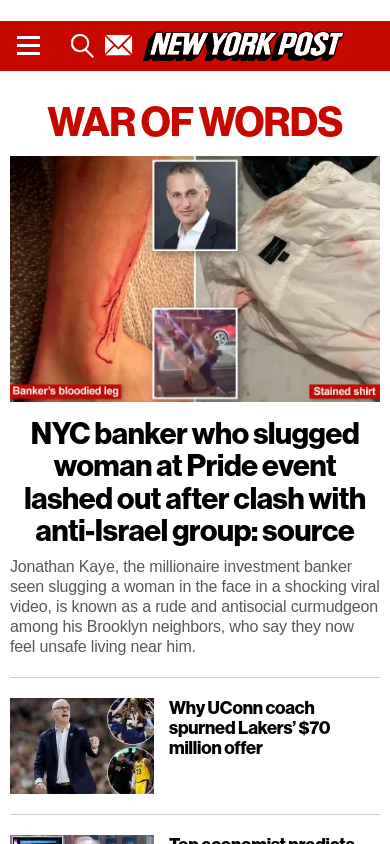 NEW YORK POST
WAR OF WORDS
Banker's bloodied leg
Stained shirt
NYC banker who slugged
woman at Pride event
lashed out after clash with
anti-Israel group: source
Jonathan Kaye, the millionaire investment banker
seen slugging a woman in the face in a shocking viral
video, is known as a rude and antisocial curmudgeon
among his Brooklyn neighbors, who say they now
feel unsafe living near him.
Why UConn coach
spurned Lakers’ $70
million offer
Top economist predicts